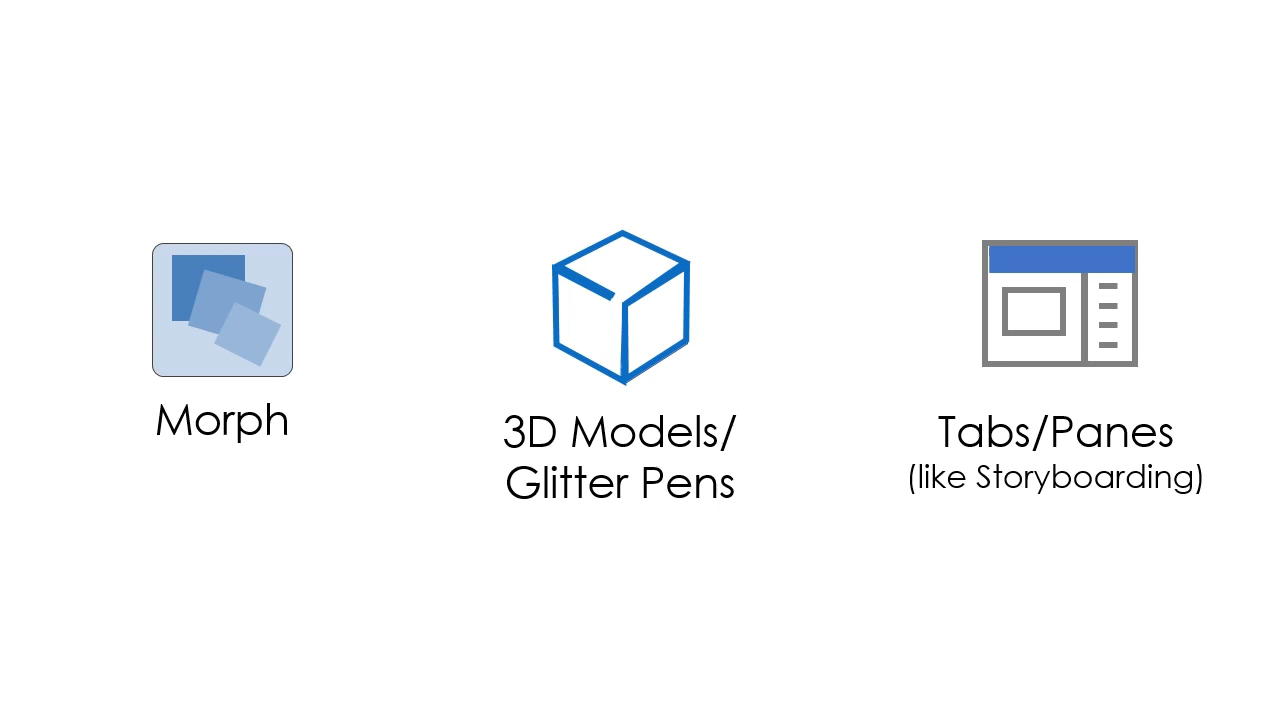 Morph
3D Models/
Glitter Pens
Tabs/Panes
(like Storyboarding)